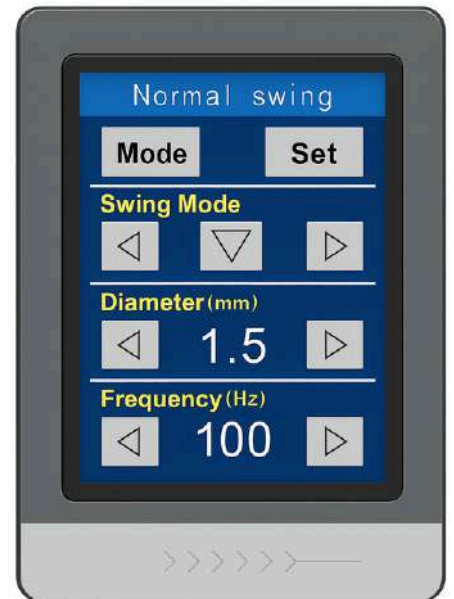 Normal swing
Mode Set
Swing Mode
Diameter(mm)
1.5
Frequency(Hz)
100